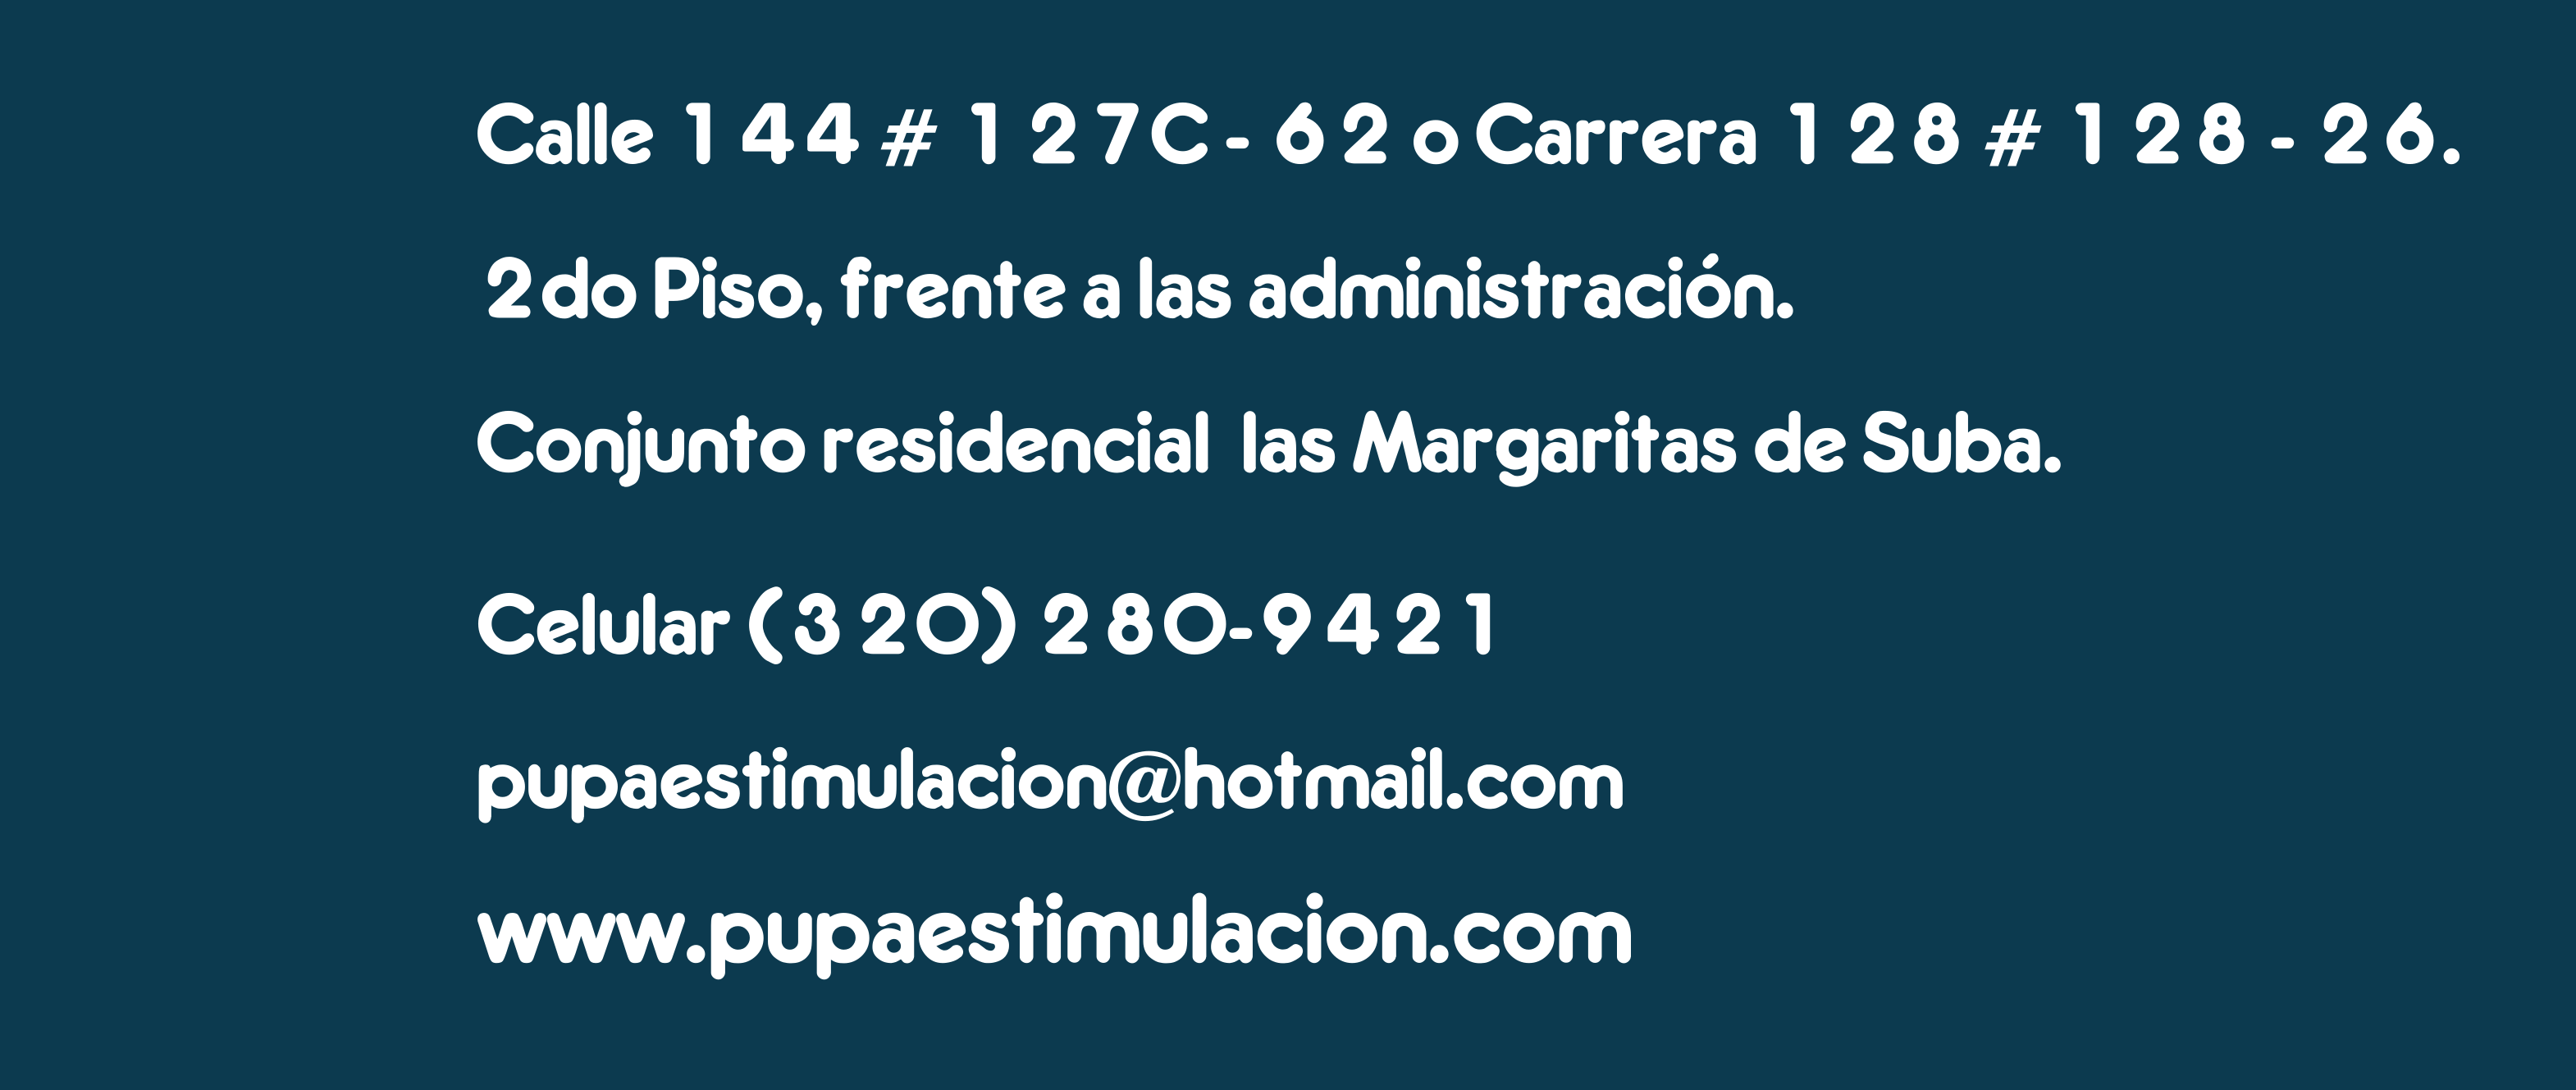 Calle 144 # 127C - 62 o Carrera 128 # 128 - 26.
2do Piso, frente a las administración.
Conjunto residencial las Margaritas de Suba.
Celular (320) 280-9421
pupaestimulacion@hotmail.com
www.pupaestimulacion.com